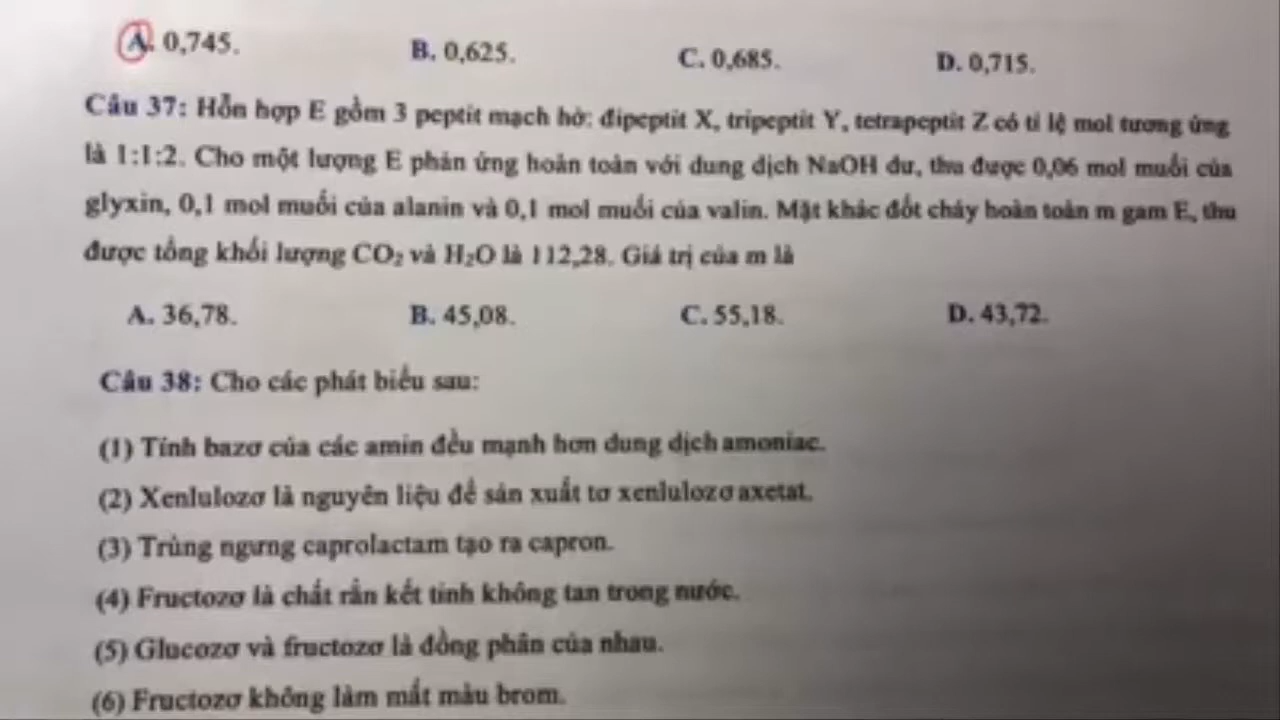 A. 0,745. B. 0,625. C. 0,685. D. 0,715.
Câu 37: Hỗn hợp E gồm 3 peptit mạch hở: đipeptit X, tripeptit Y, tetrapeptit Z có tỉ lệ mol tương ứng
là 1:1:2. Cho một lượng E phản ứng hoàn toàn với dung dịch NaOH dư, thu được 0,06 mol muối của
glyxin, 0,1 mol muối của alanin và 0,1 mol muối của valin. Mặt khác đốt cháy hoàn toàn m gam E, thu
được tổng khối lượng CO₂ và H₂O là 112,28. Giá trị của m là
A. 36,78. B. 45,08. C. 55,18. D. 43,72.
Câu 38: Cho các phát biểu sau:
(1) Tính bazơ của các amin đều mạnh hơn dung dịch amoniac.
(2) Xenlulozơ là nguyên liệu để sản xuất tơ xenlulozơ axetat.
(3) Trùng ngưng caprolactam tạo ra capron.
(4) Fructozơ là chất rắn kết tinh không tan trong nước.
(5) Glucozơ và fructozơ là đồng phân của nhau.
(6) Fructozơ không làm mất màu brom.